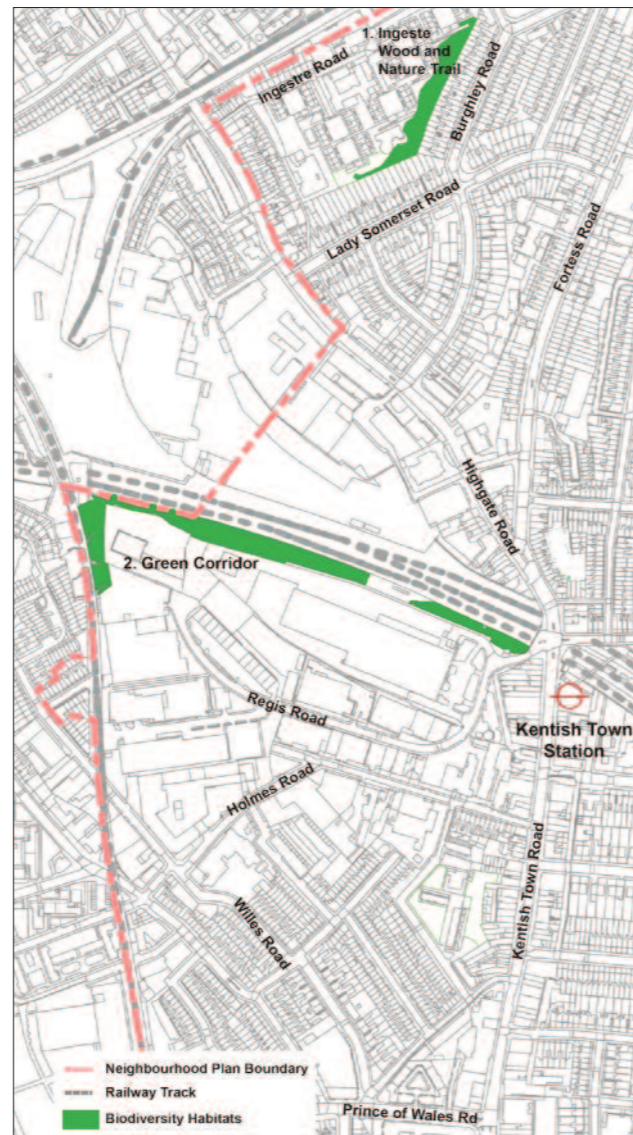 1. Ingeste
Wood and
Nature Trail
Ingestre Road
Burghley Road
Lady Somerset Road
Fortess Road
Highgate Road
2. Green Corridor
Regis Road
Kentish Town
Station
Holmes Road
Willes Road
Kentish Town Road
Neighbourhood Plan Boundary
Railway Track
Biodiversity Habitats
Prince of Wales Rd